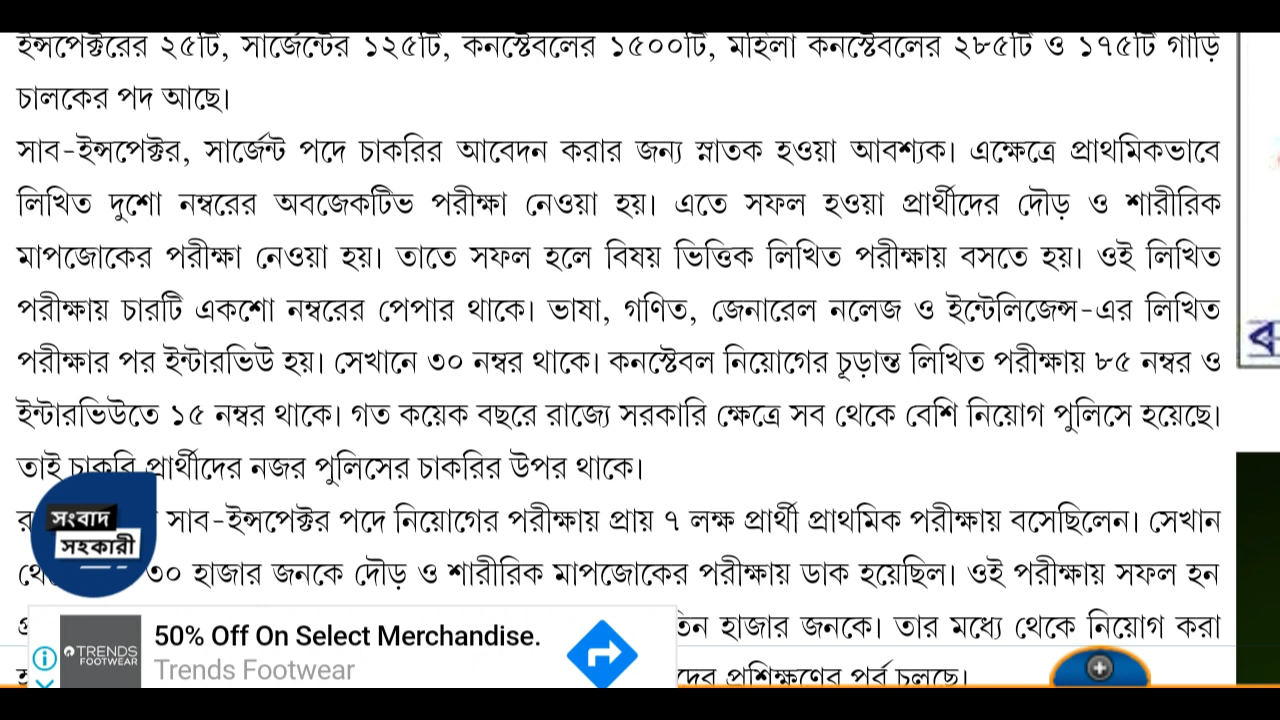 ইন্সপেক্টরের ২৫টি, সার্জেন্টের ১২৫টি, কনস্টেবলের ১৫০০টি, মহিলা কনস্টেবলের ২৮৫টি ও ১৭৫টি গাড়ি
চালকের পদ আছে।
সাব-ইন্সপেক্টর, সার্জেন্ট পদে চাকরির আবেদন করার জন্য স্নাতক হওয়া আবশ্যক। এক্ষেত্রে প্রাথমিকভাবে
লিখিত দুশো নম্বরের অবজেকটিভ পরীক্ষা নেওয়া হয়। এতে সফল হওয়া প্রার্থীদের দৌড় ও শারীরিক
মাপজোকের পরীক্ষা নেওয়া হয়। তাতে সফল হলে বিষয় ভিত্তিক লিখিত পরীক্ষায় বসতে হয়। ওই লিখিত
পরীক্ষায় চারটি একশো নম্বরের পেপার থাকে। ভাষা, গণিত, জেনারেল নলেজ ও ইন্টেলিজেন্স-এর লিখিত
পরীক্ষার পর ইন্টারভিউ হয়। সেখানে ৩০ নম্বর থাকে। কনস্টেবল নিয়োগের চূড়ান্ত লিখিত পরীক্ষায় ৮৫ নম্বর ও
ইন্টারভিউতে ১৫ নম্বর থাকে। গত কয়েক বছরে রাজ্যে সরকারি ক্ষেত্রে সব থেকে বেশি নিয়োগ পুলিসে হয়েছে।
তাই চাকরি প্রার্থীদের নজর পুলিসের চাকরির উপর থাকে।
সাব-ইন্সপেক্টর পদে নিয়োগের পরীক্ষায় প্রায় ৭ লক্ষ প্রার্থী প্রাথমিক পরীক্ষায় বসেছিলেন। সেখান
৩০ হাজার জনকে দৌড় ও শারীরিক মাপজোকের পরীক্ষায় ডাক হয়েছিল। ওই পরীক্ষায় সফল হন
হাজার জনকে। তার মধ্যে থেকে নিয়োগ করা
প্রশিক্ষণের পর্ব চলছে।
সংবাদ
সহকারী
TRENDS
FOOTWEAR
50% Off On Select Merchandise.
Trends Footwear